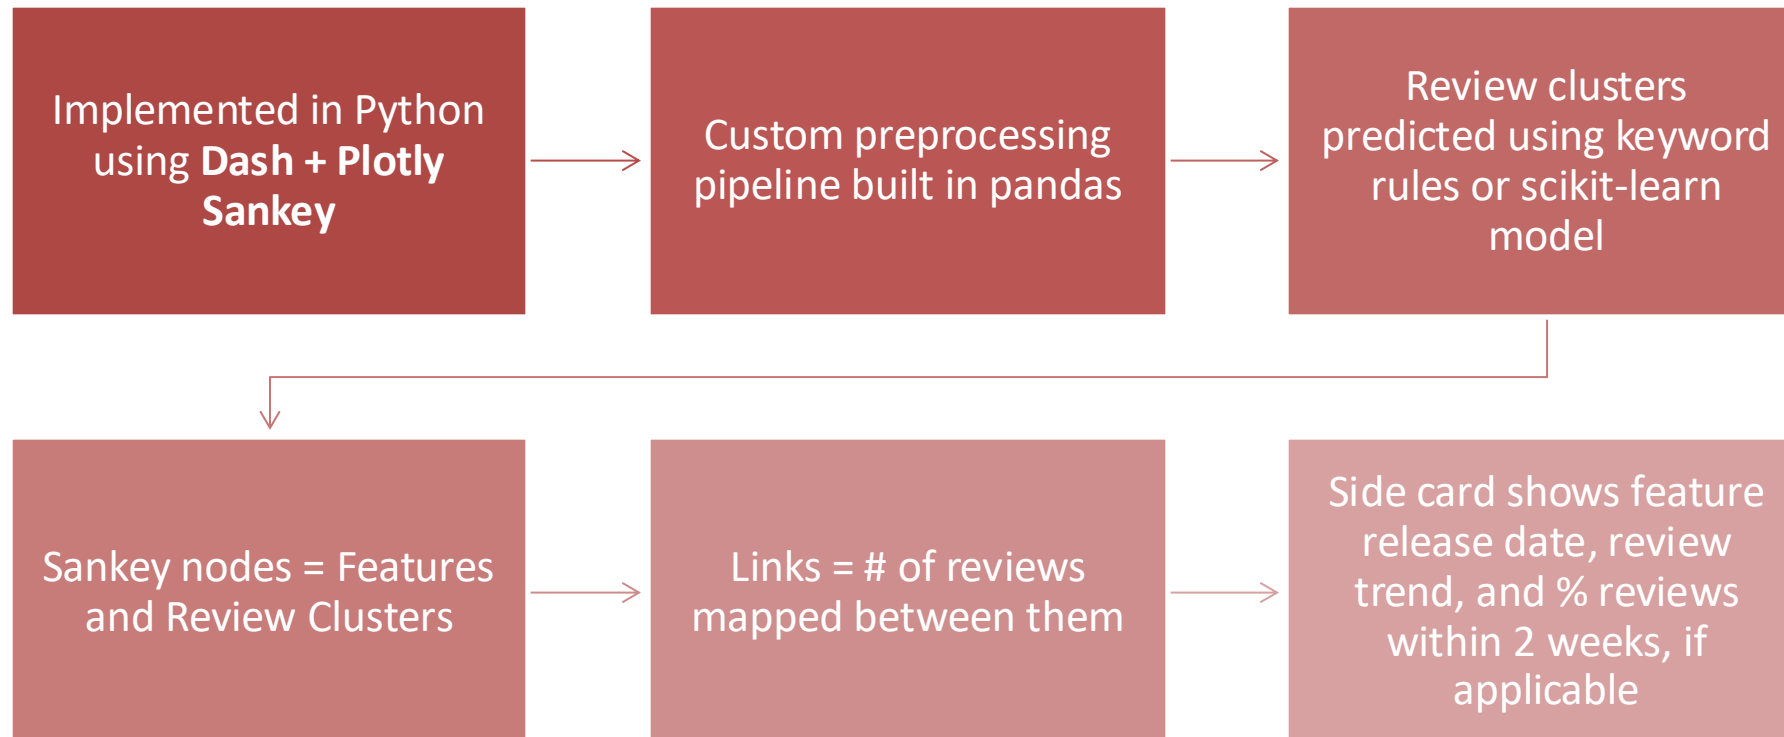 Implemented in Python
using Dash + Plotly
Sankey
Custom preprocessing
pipeline built in pandas
Review clusters
predicted using keyword
rules or scikit-learn
model
Sankey nodes = Features
and Review Clusters
Links = # of reviews
mapped between them
Side card shows feature
release date, review
trend, and % reviews
within 2 weeks, if
applicable